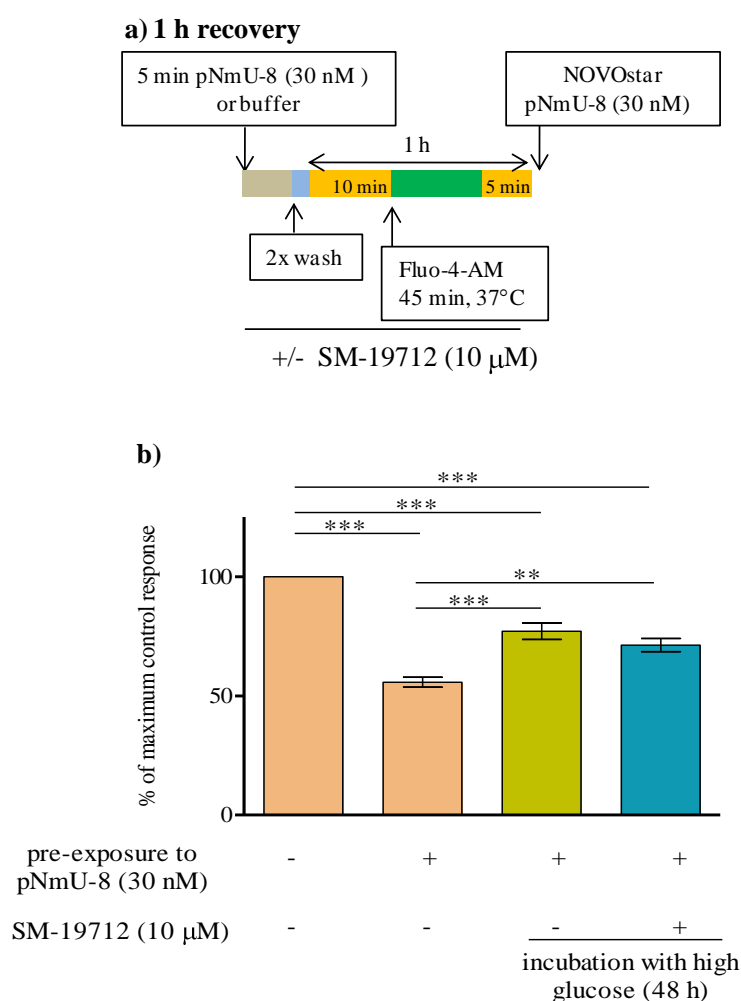 a) 1 h recovery
5 min pNmU-8 (30 nM )
or buffer
NOVOstar
pNmU-8 (30 nM)
1 h
10 min
5 min
2x wash
Fluo-4-AM
45 min, 37°C
+/- SM-19712 (10 μM)
b)
***
***
***
**
***
% of maximum control response
100
50
0
pre-exposure to
pNmU-8 (30 nM)
- + + +
SM-19712 (10 μM)
- - - +
incubation with high
glucose (48 h)